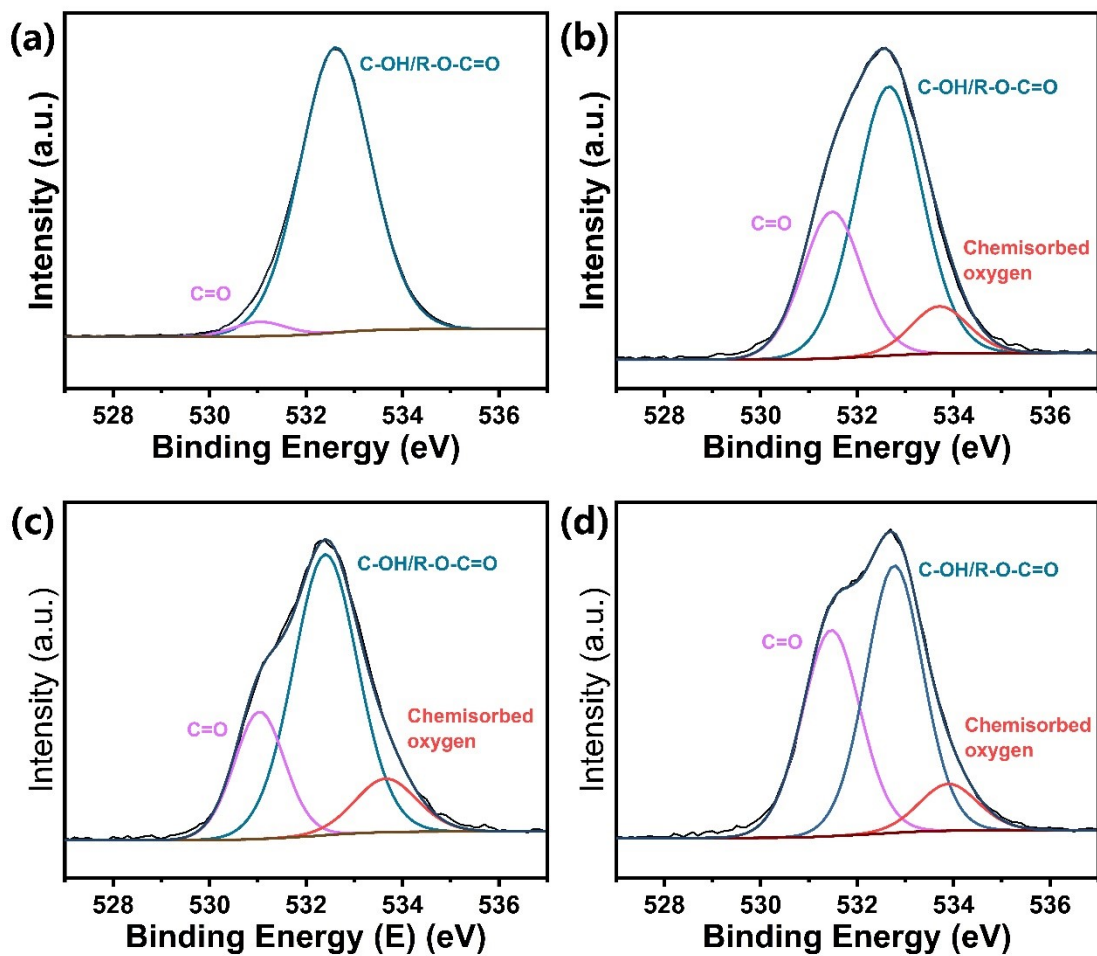 (a)
C-OH/R-O-C=O
C=O
Intensity (a.u.)
528 530 532 534 536
Binding Energy (eV)
(b)
C-OH/R-O-C=O
C=O
Chemisorbed
oxygen
Intensity (a.u.)
528 530 532 534 536
Binding Energy (eV)
(c)
C-OH/R-O-C=O
C=O
Chemisorbed
oxygen
Intensity (a.u.)
528 530 532 534 536
Binding Energy (E) (eV)
(d)
C-OH/R-O-C=O
C=O
Chemisorbed
oxygen
Intensity (a.u.)
528 530 532 534 536
Binding Energy (eV)